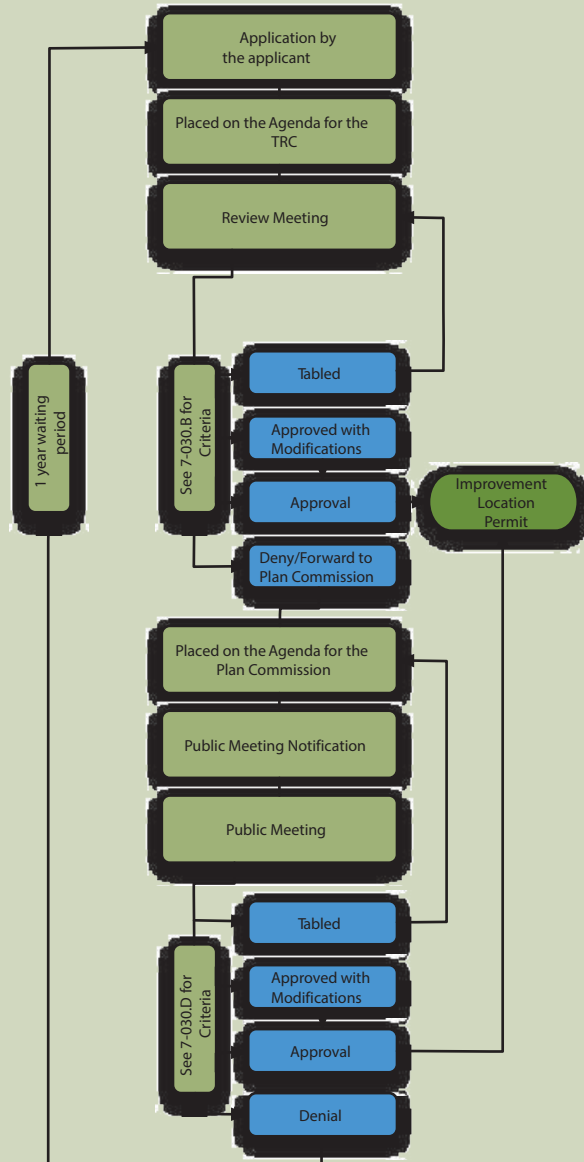 Application by
the applicant
Placed on the Agenda for the
TRC
Review Meeting
1 year waiting
period
See 7-030.B for
Criteria
Tabled
Approved with
Modifications
Approval
Improvement
Location
Permit
Deny/Forward to
Plan Commission
Placed on the Agenda for the
Plan Commission
Public Meeting Notification
Public Meeting
See 7-030.D for
Criteria
Tabled
Approved with
Modifications
Approval
Denial